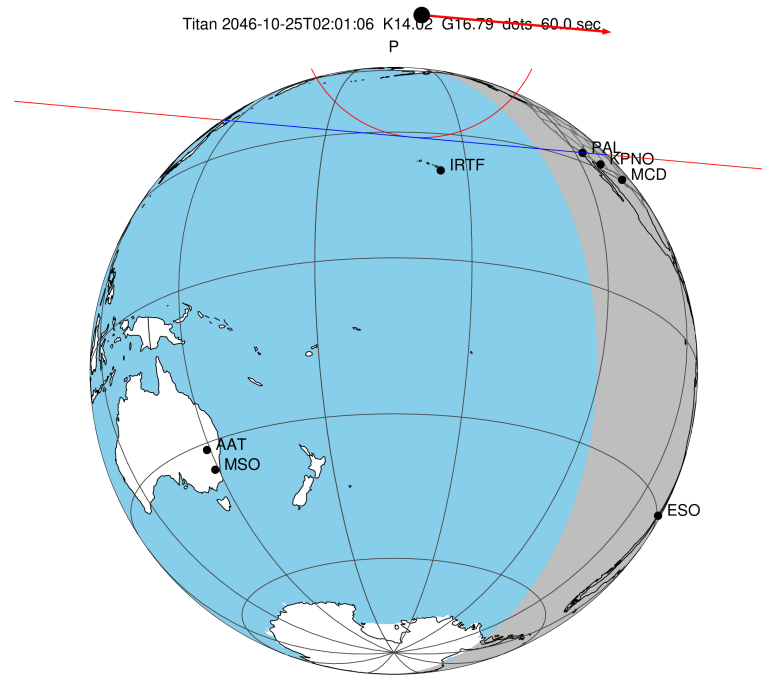 Titan 2046-10-25T02:01:06 K14.02 G16.79 dots 60.0 sec
P
PAL
KPNO
IRTF
MCD
AAT
MSO
ESO